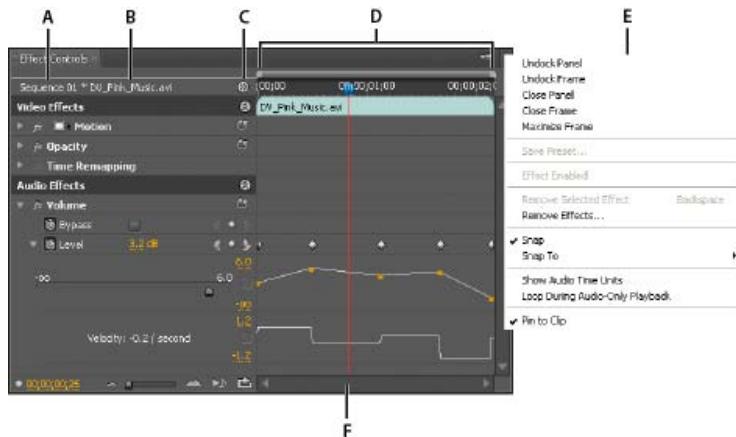 A
B
C
D
E
Effect Controls ×
Sequence 01 * DV_Pink_Music.avi
;00;00
00;00;01;00
00;00;02;
Video Effects
DV_Pink_Music.avi
fx Motion
fx Opacity
Time Remapping
Audio Effects
fx Volume
Bypass
Level
3.2 dB
6.0
-∞
6.0
-∞
1.2
Velocity: -0.2 / second
-1.2
00;00;00;25
F
Undock Panel
Undock Frame
Close Panel
Close Frame
Maximize Frame
Save Preset...
Effect Enabled
Remove Selected Effect Backspace
Remove Effects...
Snap
Snap To
Show Audio Time Units
Loop During Audio-Only Playback
Pin to Clip